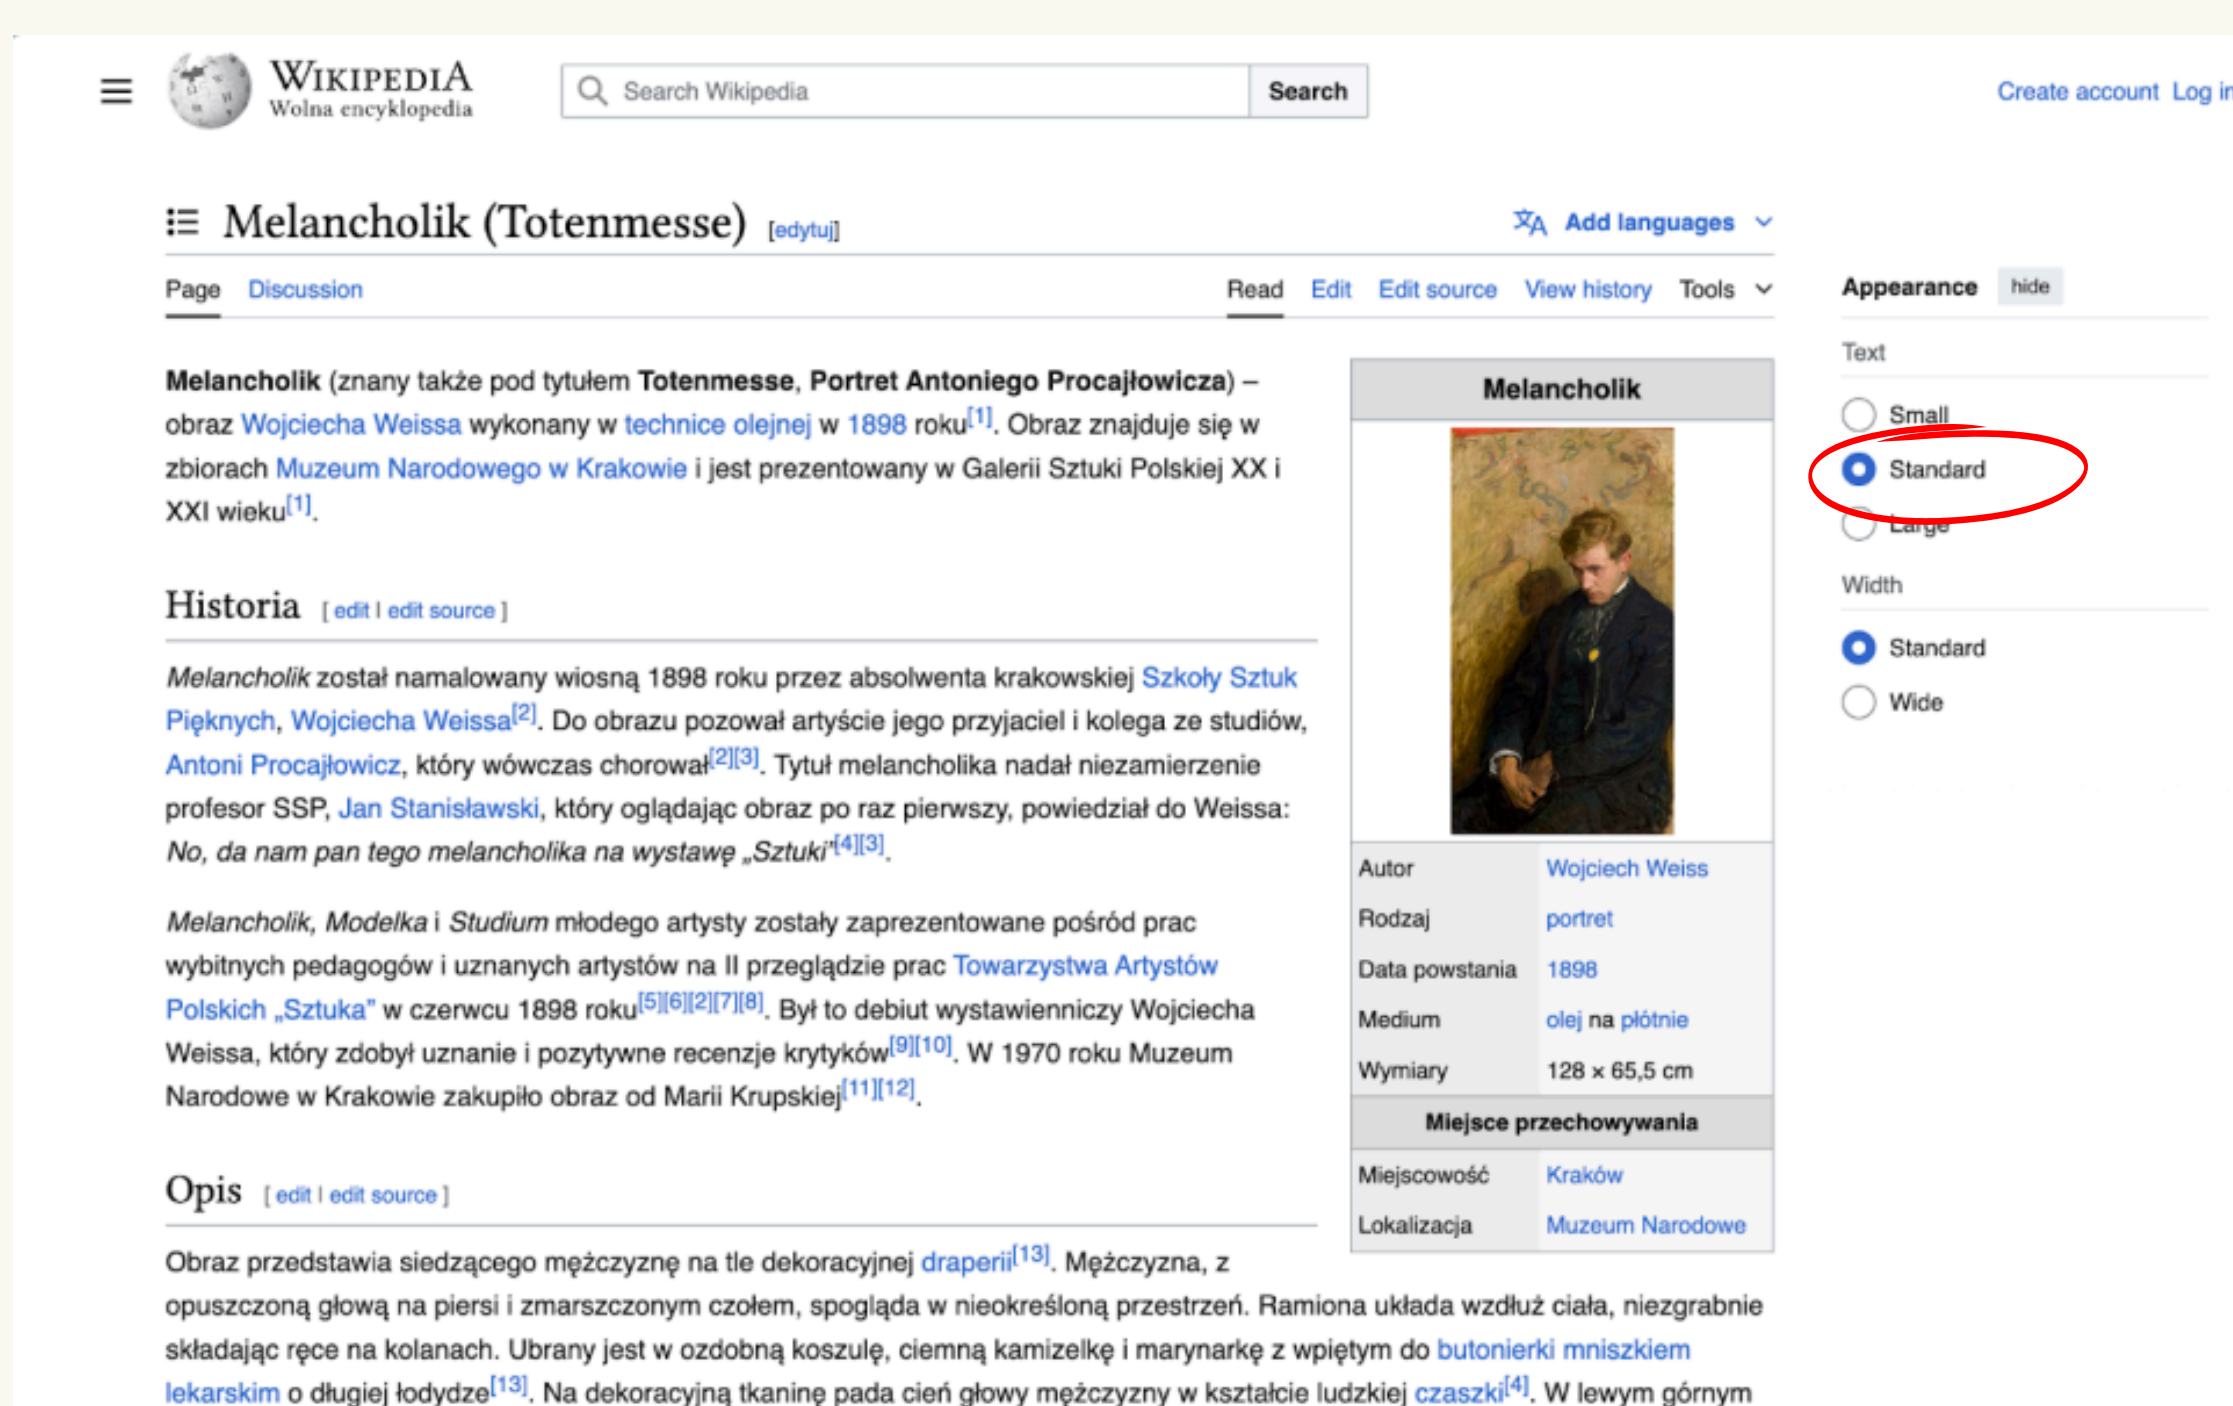 WIKIPEDIA
Wolna encyklopedia
Search Wikipedia
Search
Create account Log in
Melancholik (Totenmesse) [edytuj]
Add languages
Page Discussion
Read Edit Edit source View history Tools
Melancholik (znany także pod tytułem Totenmesse, Portret Antoniego Procajłowicza) –
obraz Wojciecha Weissa wykonany w technice olejnej w 1898 roku[1]. Obraz znajduje się w
zbiorach Muzeum Narodowego w Krakowie i jest prezentowany w Galerii Sztuki Polskiej XX i
XXI wieku[1].
Historia [ edit | edit source ]
Melancholik został namalowany wiosną 1898 roku przez absolwenta krakowskiej Szkoły Sztuk
Pięknych, Wojciecha Weissa[2]. Do obrazu pozował artyście jego przyjaciel i kolega ze studiów,
Antoni Procajłowicz, który wówczas chorował[2][3]. Tytuł melancholika nadał niezamierzenie
profesor SSP, Jan Stanisławski, który oglądając obraz po raz pierwszy, powiedział do Weissa:
No, da nam pan tego melancholika na wystawę „Sztuki”[4][3].
Melancholik, Modelka i Studium młodego artysty zostały zaprezentowane pośród prac
wybitnych pedagogów i uznanych artystów na II przeglądzie prac Towarzystwa Artystów
Polskich „Sztuka” w czerwcu 1898 roku[5][6][2][7][8]. Był to debiut wystawienniczy Wojciecha
Weissa, który zdobył uznanie i pozytywne recenzje krytyków[9][10]. W 1970 roku Muzeum
Narodowe w Krakowie zakupiło obraz od Marii Krupskiej[11][12].
Opis [ edit | edit source ]
Obraz przedstawia siedzącego mężczyznę na tle dekoracyjnej draperii[13]. Mężczyzna, z
opuszczoną głową na piersi i zmarszczonym czołem, spogląda w nieokreśloną przestrzeń. Ramiona układa wzdłuż ciała, niezgrabnie
składając ręce na kolanach. Ubrany jest w ozdobną koszulę, ciemną kamizelkę i marynarkę z wpiętym do butonierki mniszkiem
lekarskim o długiej łodydze[13]. Na dekoracyjną tkaninę pada cień głowy mężczyzny w kształcie ludzkiej czaszki[4]. W lewym górnym
Melancholik
Autor Wojciech Weiss
Rodzaj portret
Data powstania 1898
Medium olej na płótnie
Wymiary 128 × 65,5 cm
Miejsce przechowywania
Miejscowość Kraków
Lokalizacja Muzeum Narodowe
Appearance hide
Text
Small
Standard
Large
Width
Standard
Wide